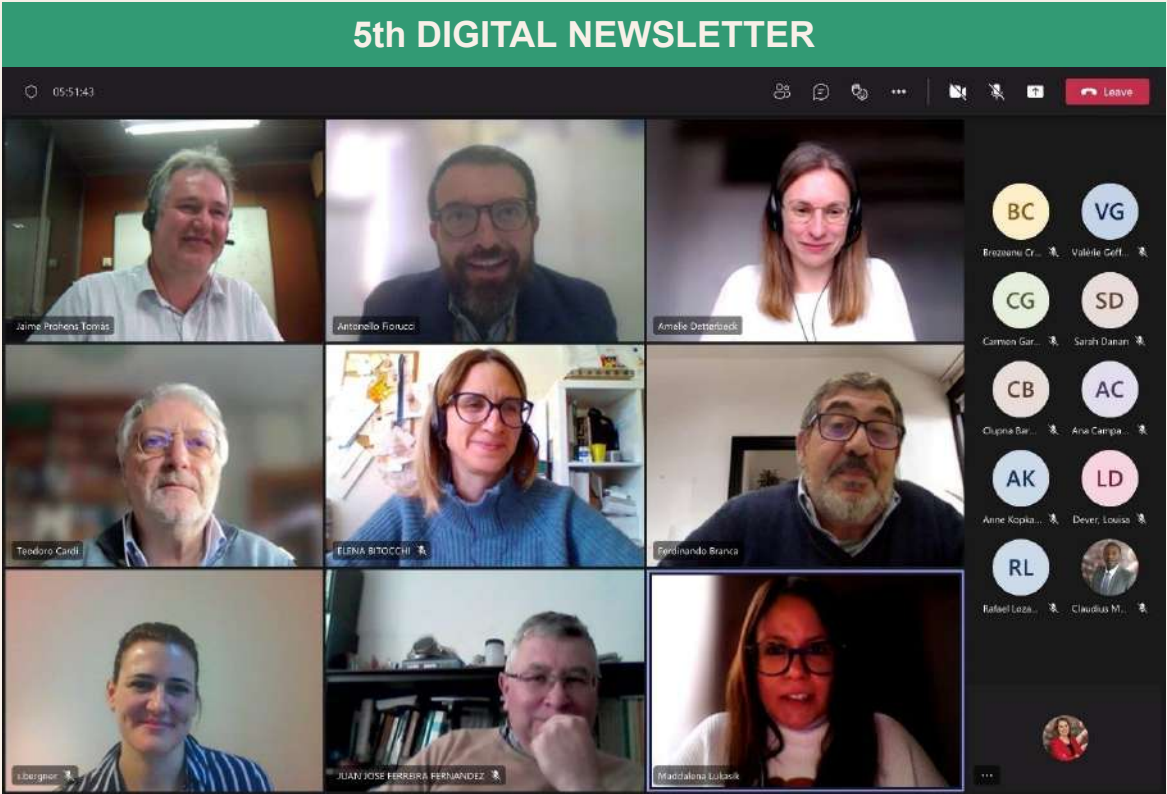 5th DIGITAL NEWSLETTER
05:51:43
Leave
Jaime Prohens Tomás
Antonello Fiorucci
Amelie Detterbeck
BC
VG
Brezeanu Cr...
Valérie Geff...
CG
SD
Carmen Gar...
Sarah Danan
Teodoro Cardi
ELENA BITOCCHI
Ferdinando Branca
CB
AC
Bar...
Ana Campa...
AK
LD
Anne Kopka...
Dever, Louisa
RL
Rafael Loza...
Claudius M...
s.bergner
JUAN JOSE FERREIRA FERNANDEZ
Maddalena Lukasik